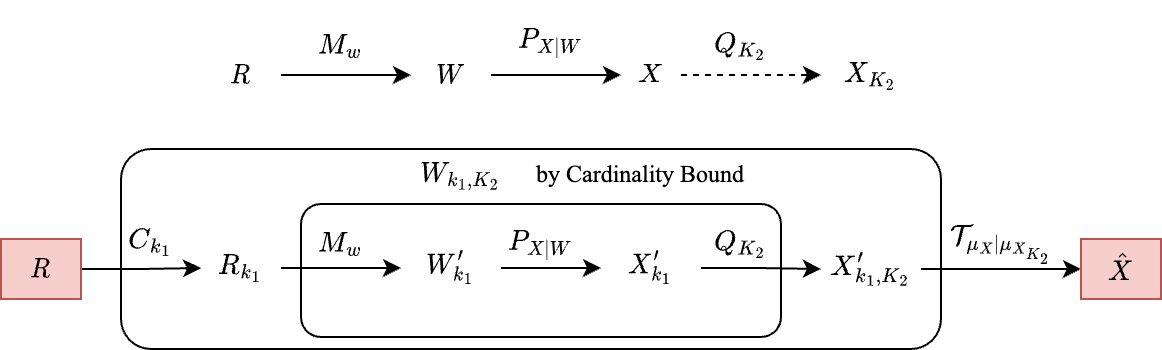 M_w P_{X|W} Q_{K_2}
R W X X_{K_2}
W_{k_1,K_2} by Cardinality Bound
C_{k_1} M_w P_{X|W} Q_{K_2} \mathcal{T}_{\mu_X|\mu_{X_{K_2}}}
R R_{k_1} W'_{k_1} X'_{k_1} X'_{k_1,K_2} \hat{X}